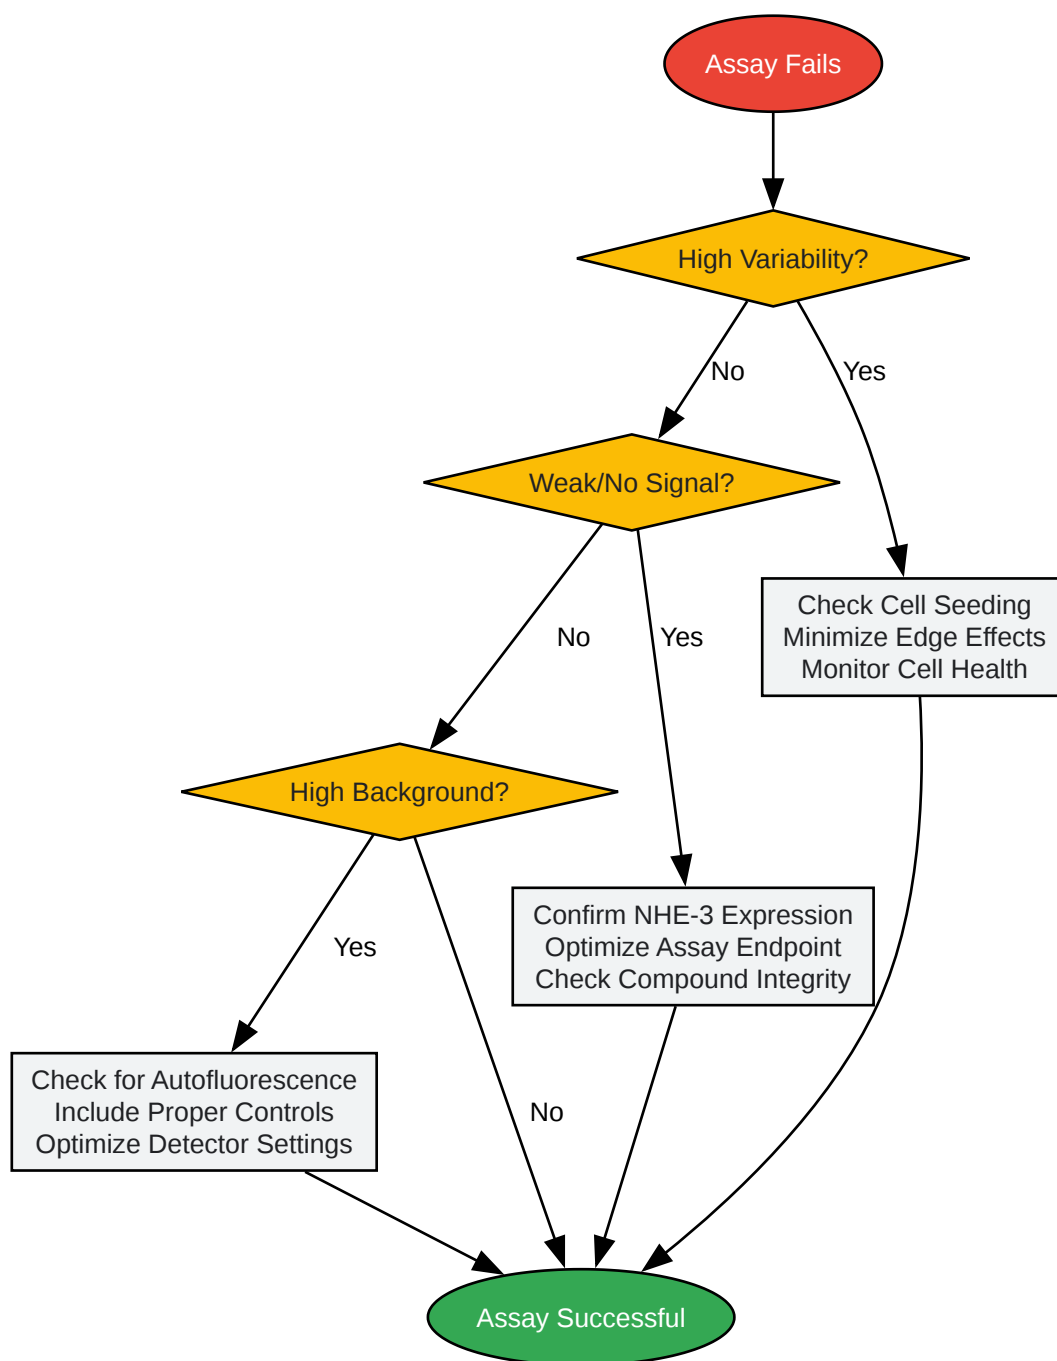 Assay Fails
High Variability?
No
Yes
Weak/No Signal?
Check Cell Seeding
Minimize Edge Effects
Monitor Cell Health
No
Yes
High Background?
Confirm NHE-3 Expression
Optimize Assay Endpoint
Check Compound Integrity
Yes
Check for Autofluorescence
Include Proper Controls
Optimize Detector Settings
No
Assay Successful